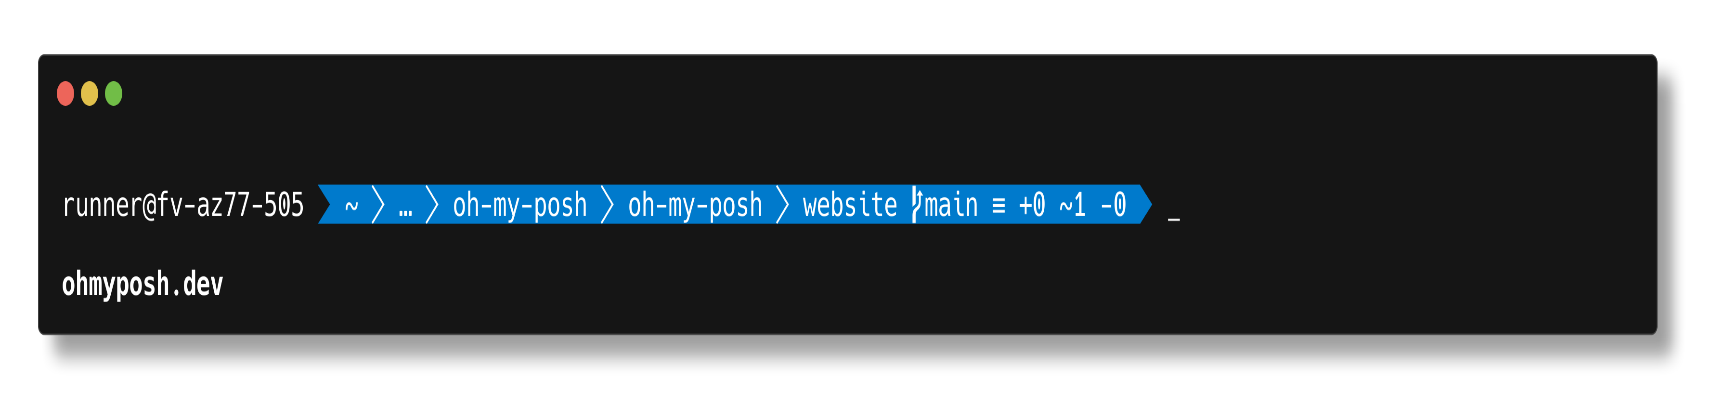 runner@fv-az77-505 ~ … oh-my-posh oh-my-posh website main ≡ +0 ~1 -0 _
ohmyposh.dev